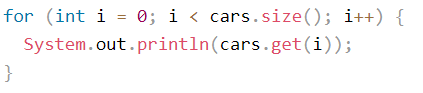 for (int i = 0; i < cars.size(); i++) {
  System.out.println(cars.get(i));
}